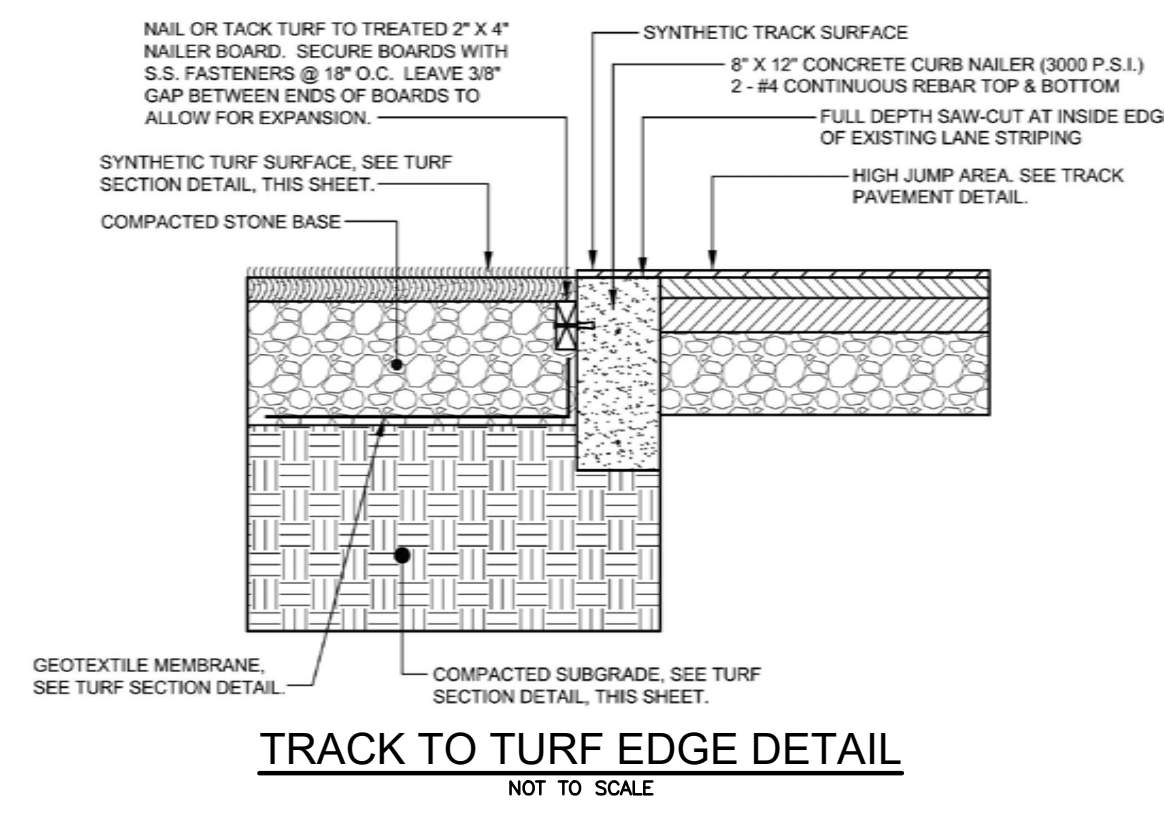 NAIL OR TACK TURF TO TREATED 2" X 4"
NAILER BOARD. SECURE BOARDS WITH
S.S. FASTENERS @ 18" O.C. LEAVE 3/8"
GAP BETWEEN ENDS OF BOARDS TO
ALLOW FOR EXPANSION.
SYNTHETIC TURF SURFACE, SEE TURF
SECTION DETAIL, THIS SHEET.
COMPACTED STONE BASE
SYNTHETIC TRACK SURFACE
8" X 12" CONCRETE CURB NAILER (3000 P.S.I.)
2 - #4 CONTINUOUS REBAR TOP & BOTTOM
FULL DEPTH SAW-CUT AT INSIDE EDG
OF EXISTING LANE STRIPING
HIGH JUMP AREA. SEE TRACK
PAVEMENT DETAIL.
GEOTEXTILE MEMBRANE,
SEE TURF SECTION DETAIL.
COMPACTED SUBGRADE, SEE TURF
SECTION DETAIL, THIS SHEET.
TRACK TO TURF EDGE DETAIL
NOT TO SCALE